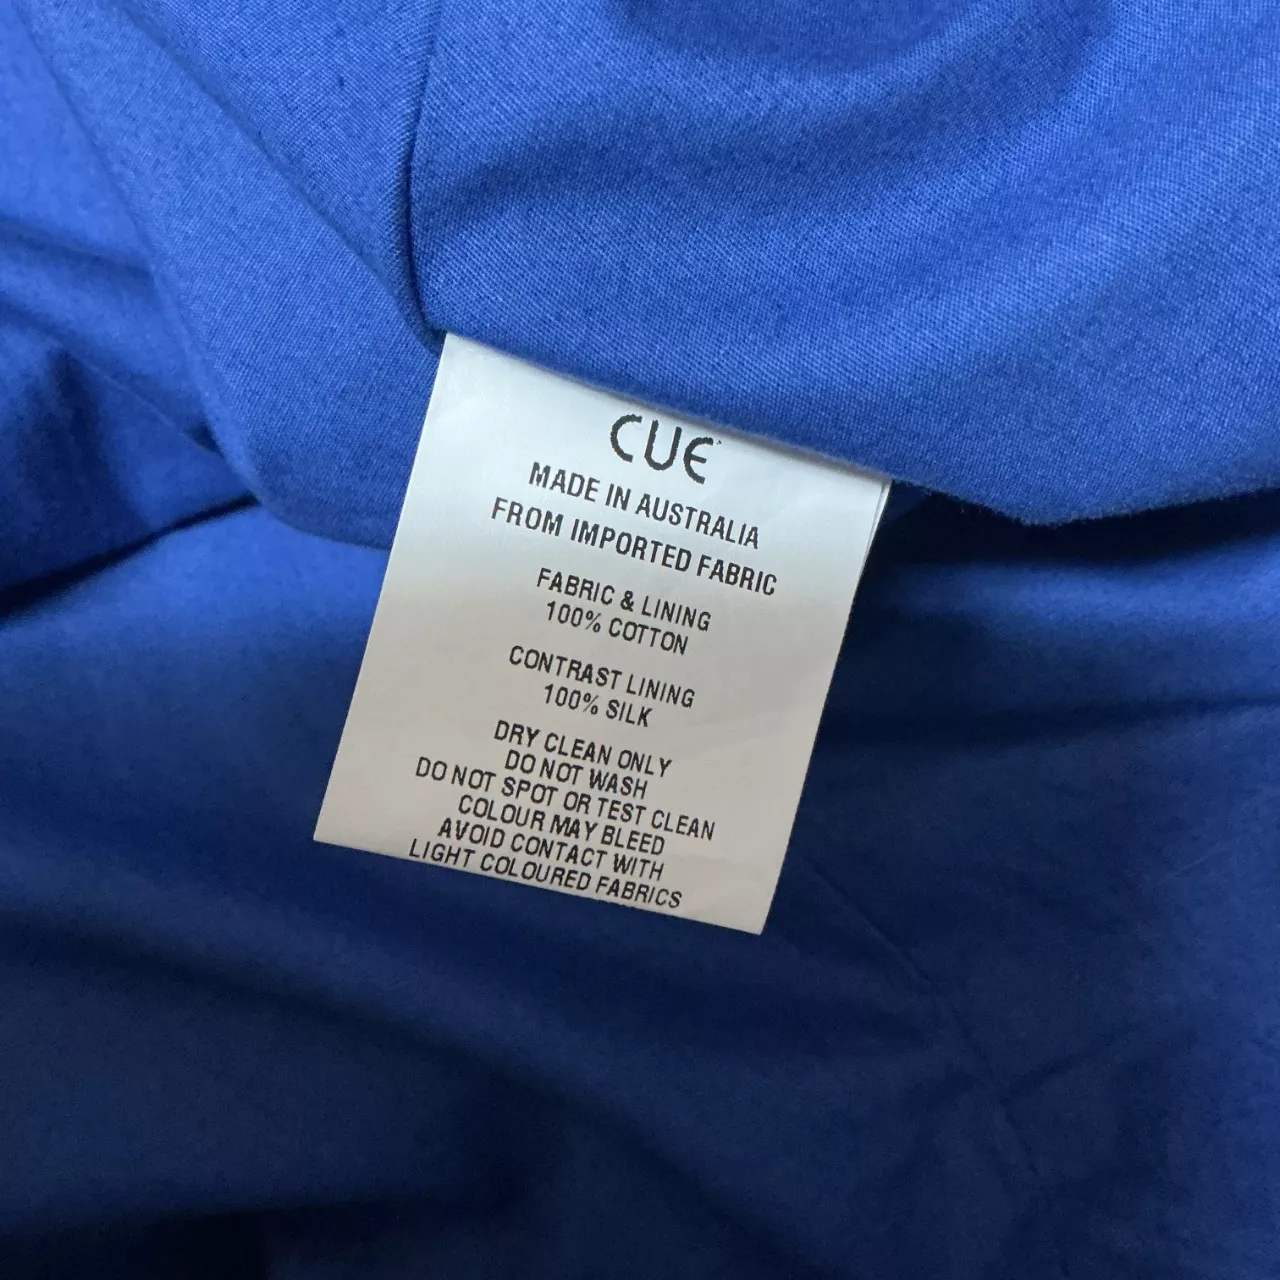 CUE
MADE IN AUSTRALIA
FROM IMPORTED FABRIC
FABRIC & LINING
100% COTTON
CONTRAST LINING
100% SILK
DRY CLEAN ONLY
DO NOT WASH
DO NOT SPOT OR TEST CLEAN
COLOUR MAY BLEED
AVOID CONTACT WITH
LIGHT COLOURED FABRICS